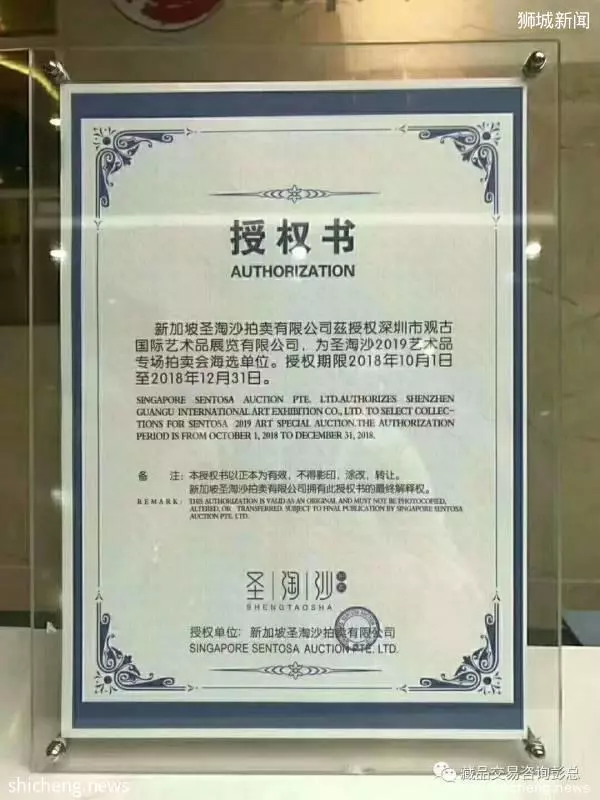 狮城新闻
授权书
AUTHORIZATION
新加坡圣淘沙拍卖有限公司兹授权深圳市观古
国际艺术品展览有限公司，为圣淘沙2019艺术品
专场拍卖会海选单位。授权期限2018年10月1日
至2018年12月31日。
SINGAPORE SENTOSA AUCTION PTE. LTD.AUTHORIZES SHENZHEN
GUANGU INTERNATIONAL ART EXHIBITION CO., LTD. TO SELECT COLLEC-
TIONS FOR SENTOSA 2019 ART SPECIAL AUCTION.THE AUTHORIZATION
PERIOD IS FROM OCTOBER 1, 2018 TO DECEMBER 31, 2018.
备 注：本授权书以正本为有效，不得影印，涂改，转让。
新加坡圣淘沙拍卖有限公司拥有此授权书的最终解释权。
REMARK: THIS AUTHORIZATION IS VALID AS AN ORIGINAL AND MUST NOT BE PHOTOCOPIED,
ALTERED, OR TRANSFERRED. SUBJECT TO FINAL PUBLICATION BY SINGAPORE SENTOSA
AUCTION PTE. LTD.
圣|淘|沙
SHENGTAOSHA
授权单位：新加坡圣淘沙拍卖有限公司
SINGAPORE SENTOSA AUCTION PTE. LTD.
藏品交易咨询彭总
shicheng.news
shicheng.news